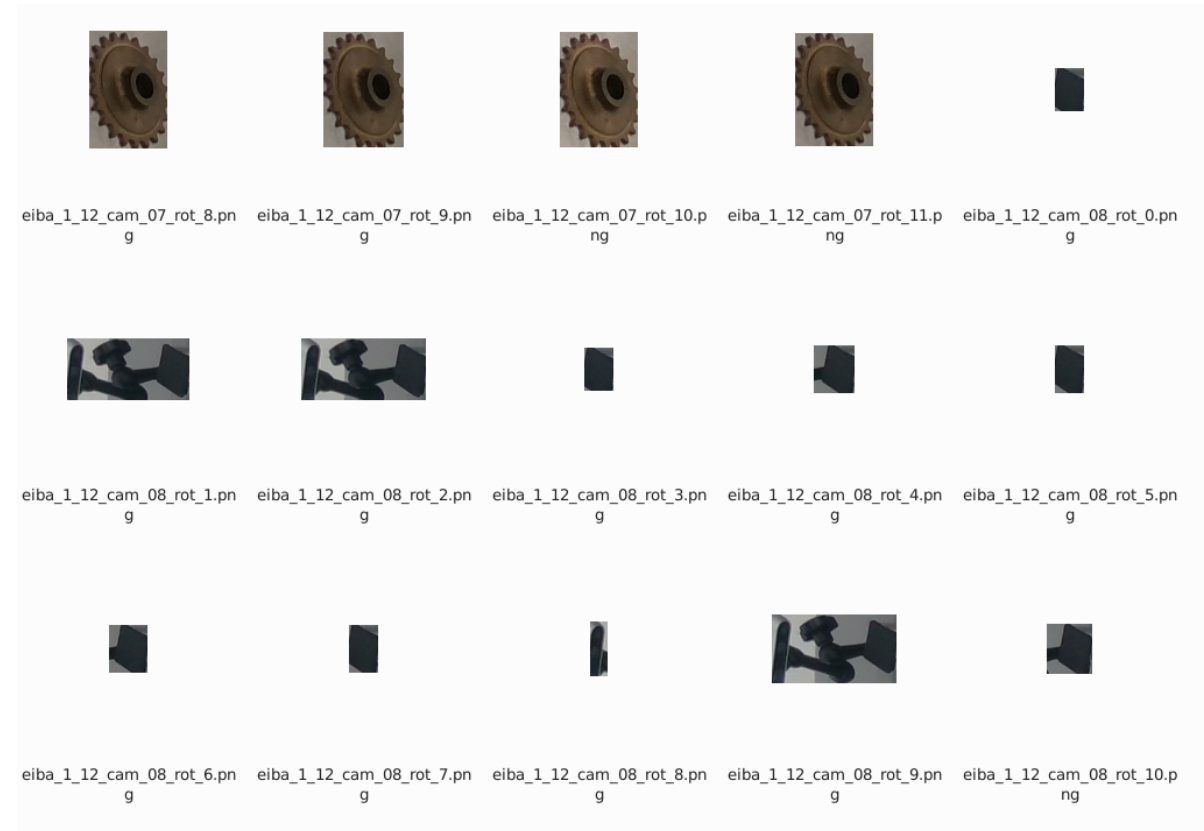 eiba_1_12_cam_07_rot_8.pn
g
eiba_1_12_cam_07_rot_9.pn
g
eiba_1_12_cam_07_rot_10.p
ng
eiba_1_12_cam_07_rot_11.p
ng
eiba_1_12_cam_08_rot_0.pn
g
eiba_1_12_cam_08_rot_1.pn
g
eiba_1_12_cam_08_rot_2.pn
g
eiba_1_12_cam_08_rot_3.pn
g
eiba_1_12_cam_08_rot_4.pn
g
eiba_1_12_cam_08_rot_5.pn
g
eiba_1_12_cam_08_rot_6.pn
g
eiba_1_12_cam_08_rot_7.pn
g
eiba_1_12_cam_08_rot_8.pn
g
eiba_1_12_cam_08_rot_9.pn
g
eiba_1_12_cam_08_rot_10.p
ng